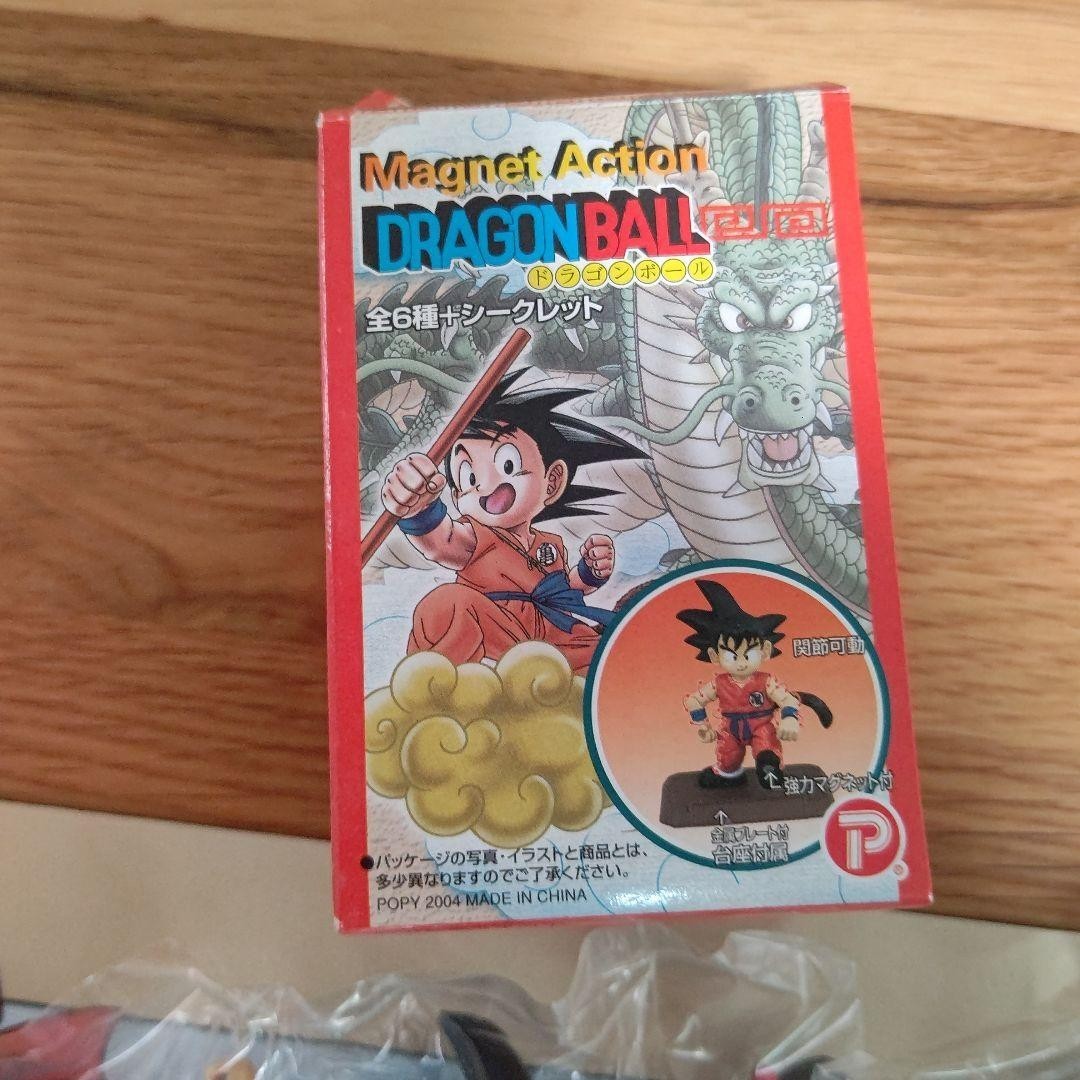 Magnet Action
DRAGONBALL
ドラゴンボール
全6種+シークレット
関節可動
強力マグネット付
金属プレート付
台座付属
P
●パッケージの写真・イラストと商品とは、
多少異なりますのでご了承ください。
POPY 2004 MADE IN CHINA